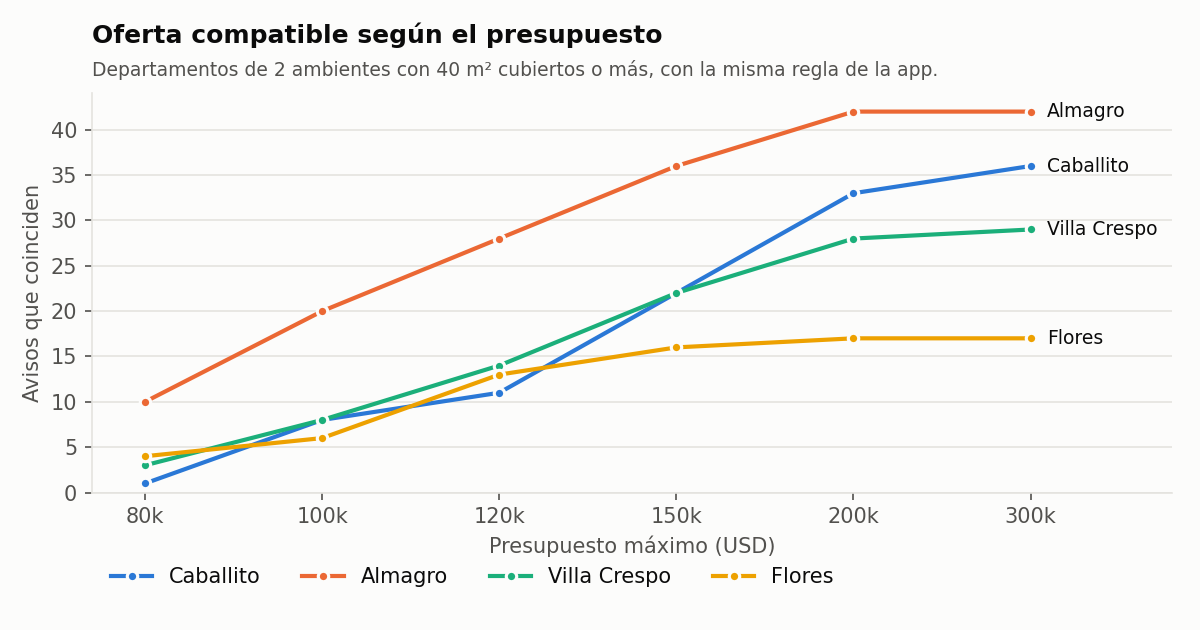 Oferta compatible según el presupuesto
Departamentos de 2 ambientes con 40 m² cubiertos o más, con la misma regla de la app.
Avisos que coinciden
40
35
30
25
20
15
10
5
0
Almagro
Caballito
Villa Crespo
Flores
80k 100k 120k 150k 200k 300k
Presupuesto máximo (USD)
Caballito Almagro Villa Crespo Flores